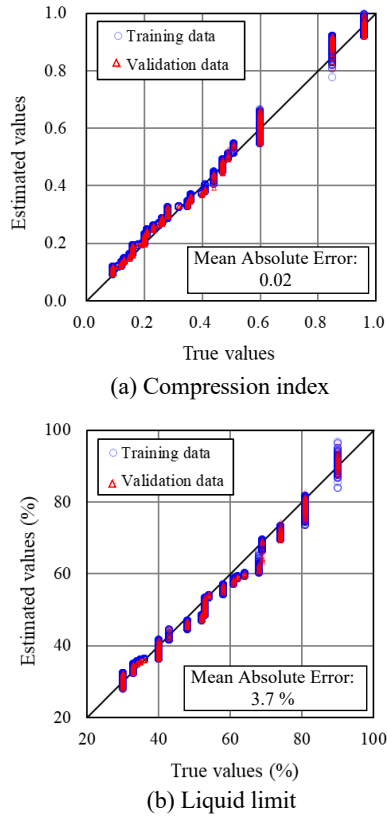 1.0
Training data
Validation data
0.8
0.6
0.4
0.2
Mean Absolute Error:
0.02
0.0
0.0 0.2 0.4 0.6 0.8 1.0
Estimated values
True values
(a) Compression index
100
Training data
Validation data
80
60
40
Mean Absolute Error:
3.7 %
20
20 40 60 80 100
Estimated values (%)
True values (%)
(b) Liquid limit